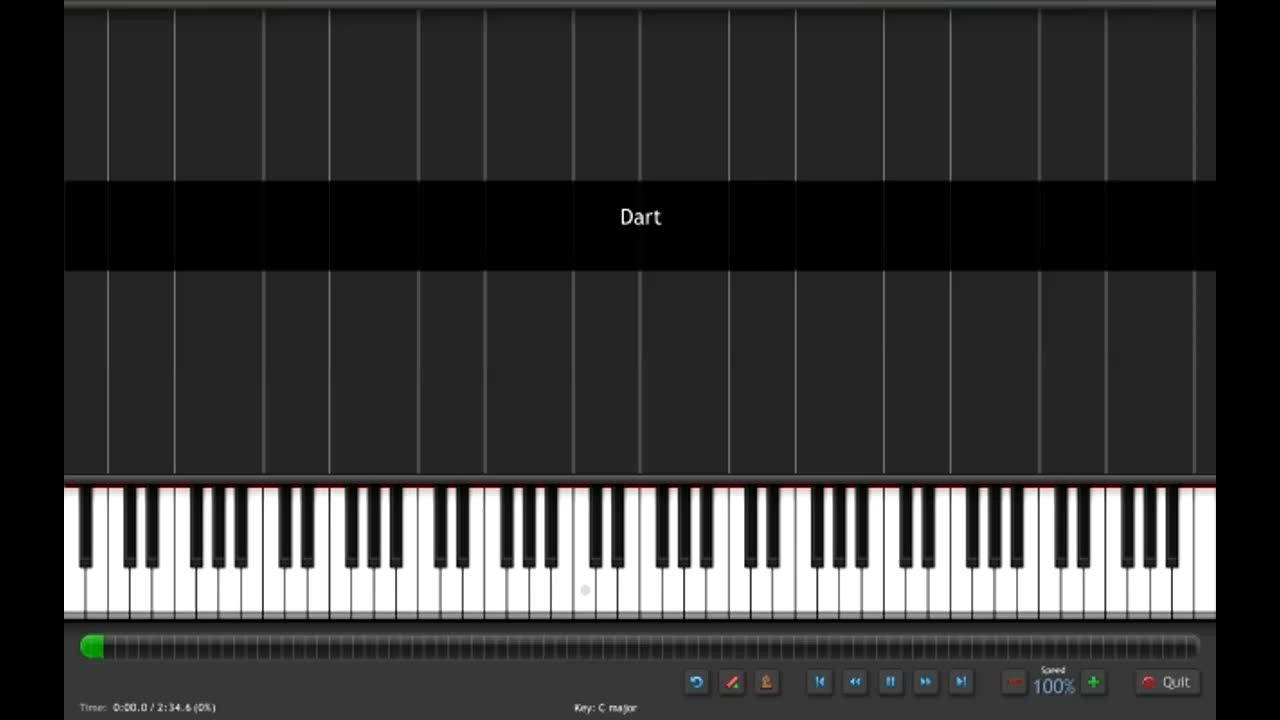 Dart
Speed
100%
Quit
Time: 0:00.0 / 2:34.6 (0%)
Key: C major